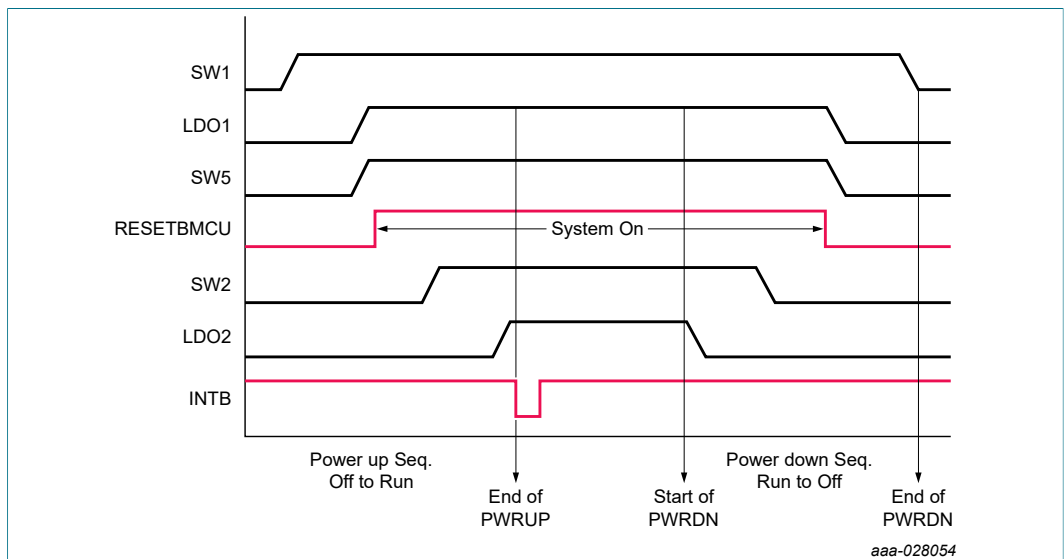 SW1
LDO1
SW5
RESETBMCU
System On
SW2
LDO2
INTB
Power up Seq.
Off to Run
End of
PWRUP
Start of
PWRDN
Power down Seq.
Run to Off
End of
PWRDN
aaa-028054